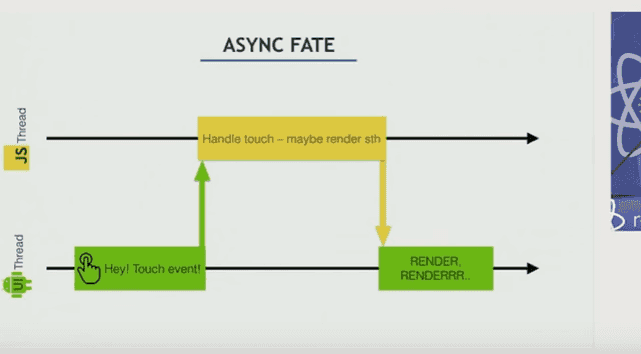 ASYNC FATE
JS Thread
Handle touch – maybe render sth
UI Thread
Hey! Touch event!
RENDER,
RENDERRR..